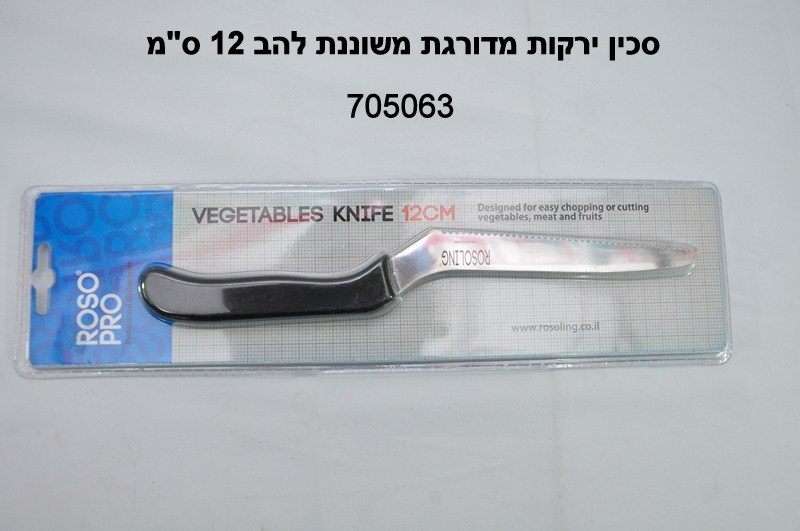 סכין ירקות מדורגת משוננת להב 12 ס"מ
705063
VEGETABLES KNIFE 12CM
Designed for easy chopping or cutting
vegetables, meat and fruits
ROSOLING
www.rosoling.co.il
ROSO®
PRO